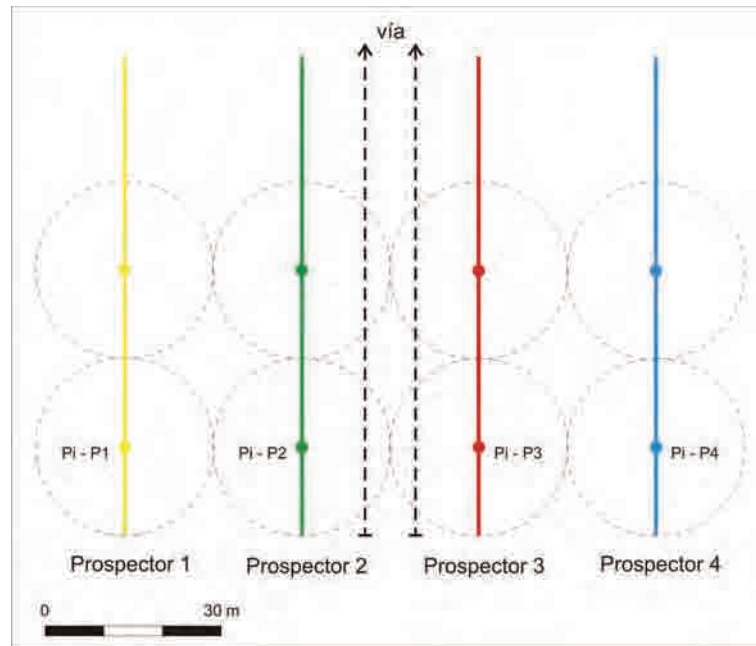 vía
Pi - P1
Pi - P2
Pi - P3
Pi - P4
Prospector 1
Prospector 2
Prospector 3
Prospector 4
0
30 m